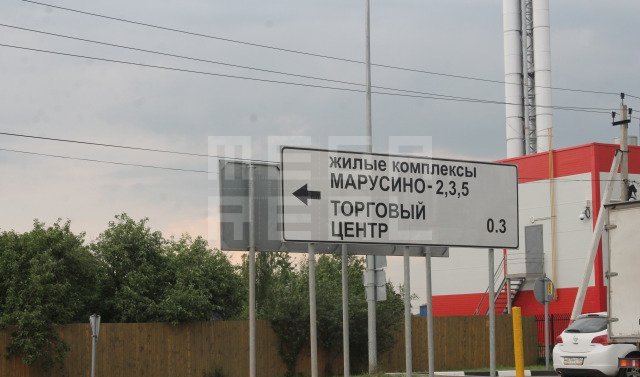 ЖИЛЫЕ КОМПЛЕКСЫ
МАРУСИНО-2,3,5
ТОРГОВЫЙ
ЦЕНТР 0.3